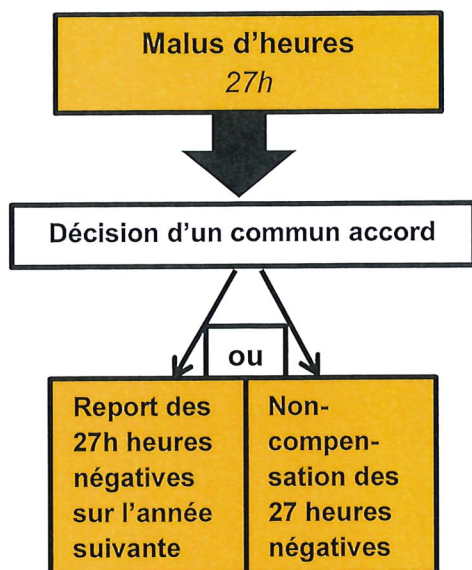 Malus d'heures
27h
Décision d'un commun accord
ou
Report des
27h heures
négatives
sur l'année
suivante
Non-
compen-
sation des
27 heures
négatives